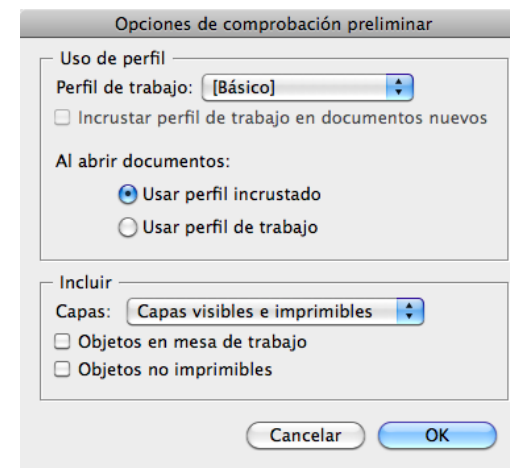 Opciones de comprobación preliminar
Uso de perfil
Perfil de trabajo: [Básico]
Incrustar perfil de trabajo en documentos nuevos
Al abrir documentos:
Usar perfil incrustado
Usar perfil de trabajo
Incluir
Capas: Capas visibles e imprimibles
Objetos en mesa de trabajo
Objetos no imprimibles
Cancelar OK